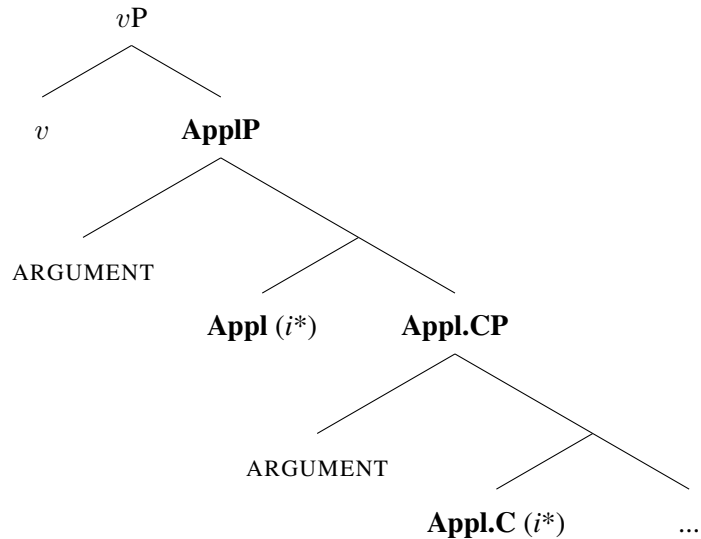 vP
v ApplP
ARGUMENT
Appl (i*) Appl.CP
ARGUMENT
Appl.C (i*) ...